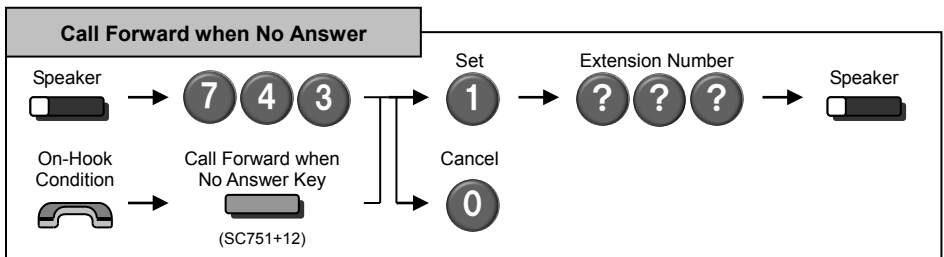 Call Forward when No Answer
Speaker
7 4 3
Set
1
Extension Number
? ? ?
Speaker
On-Hook
Condition
Call Forward when
No Answer Key
(SC751+12)
Cancel
0